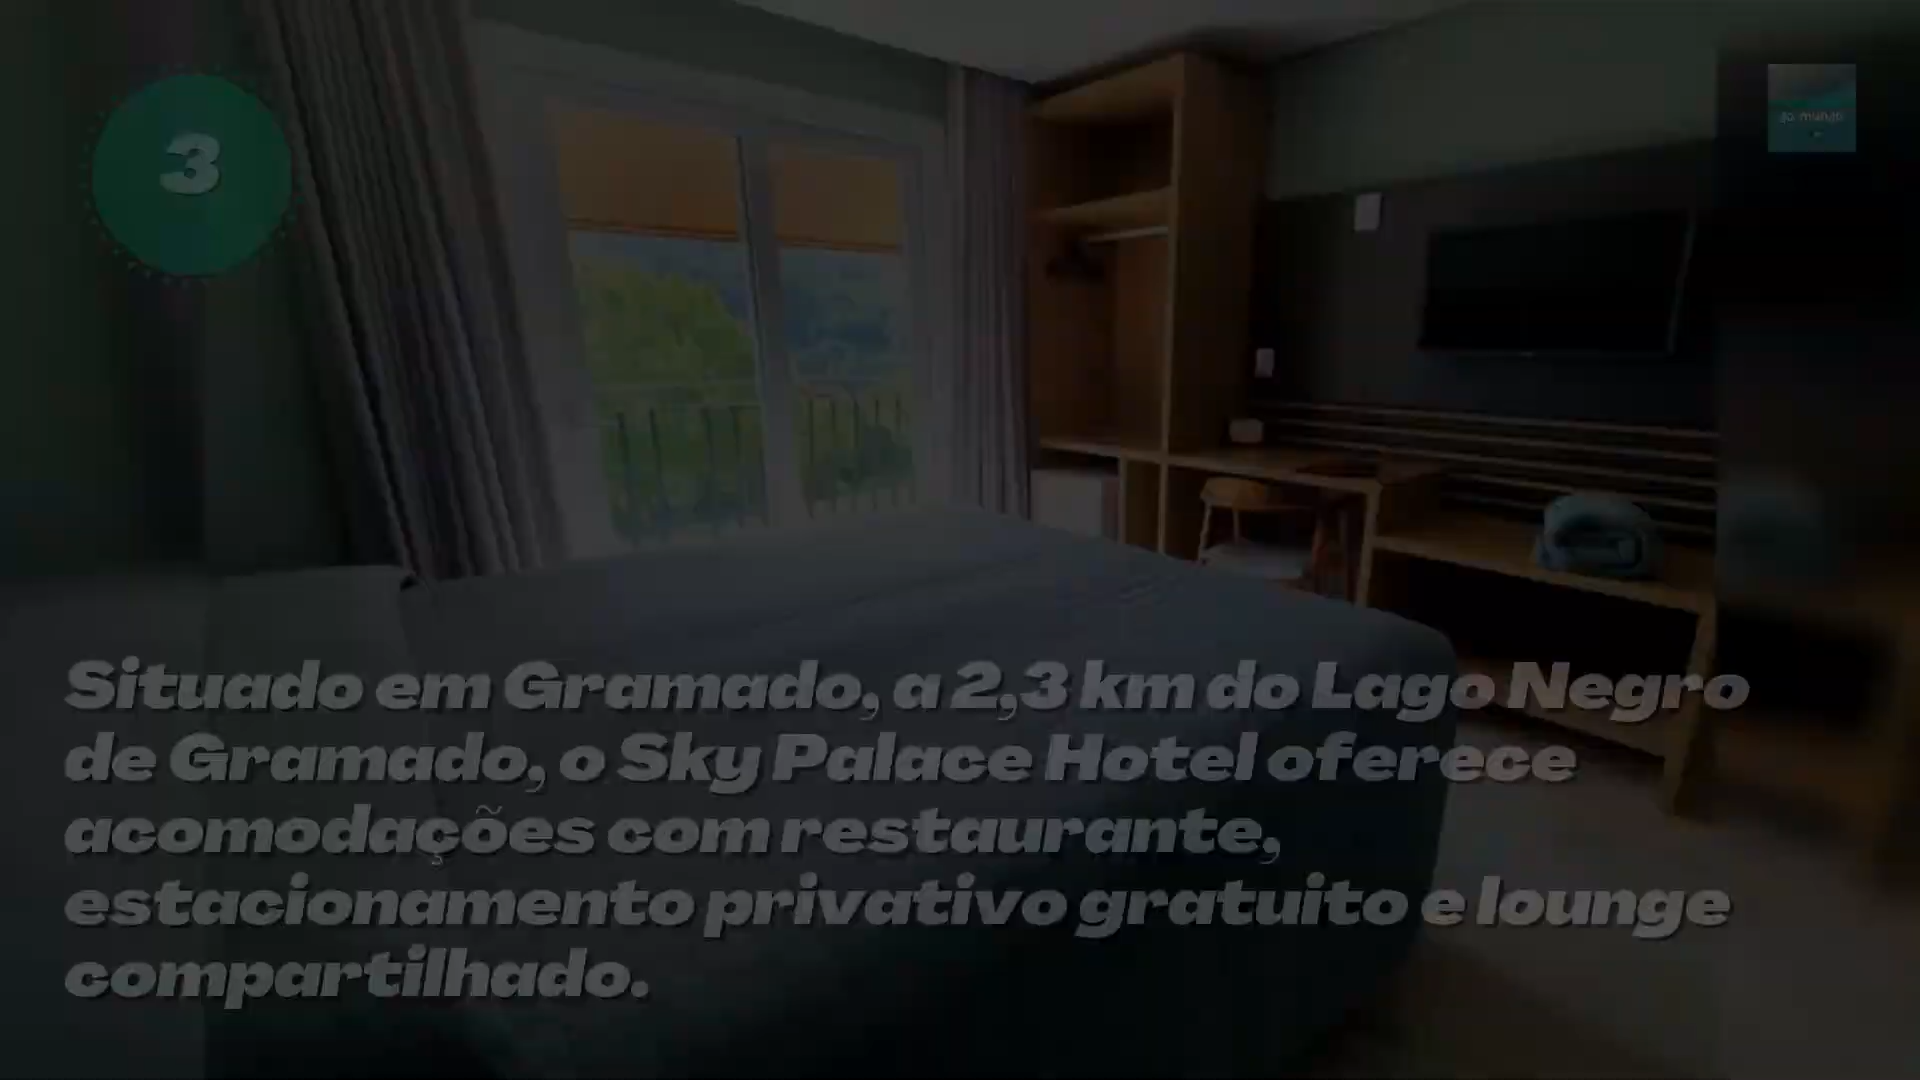 3
Situado em Gramado, a 2,3 km do Lago Negro
de Gramado, o Sky Palace Hotel oferece
acomodações com restaurante,
estacionamento privativo gratuito e lounge
compartilhado.